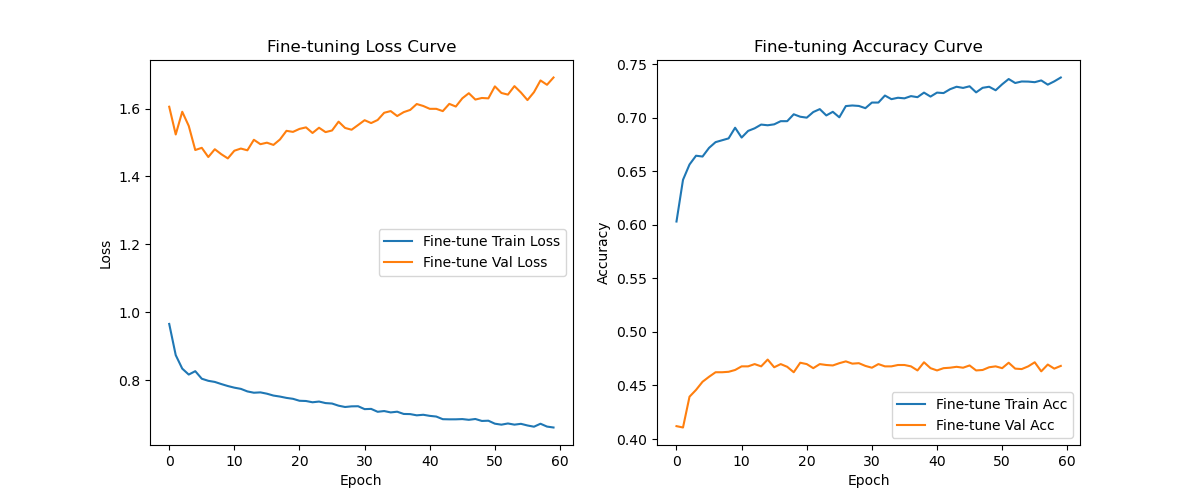 Fine-tuning Loss Curve
1.6
1.4
1.2
1.0
0.8
Loss
0
10
20
30
40
50
60
Epoch
Fine-tune Train Loss
Fine-tune Val Loss
Fine-tuning Accuracy Curve
0.75
0.70
0.65
0.60
0.55
0.50
0.45
0.40
Accuracy
0
10
20
30
40
50
60
Epoch
Fine-tune Train Acc
Fine-tune Val Acc